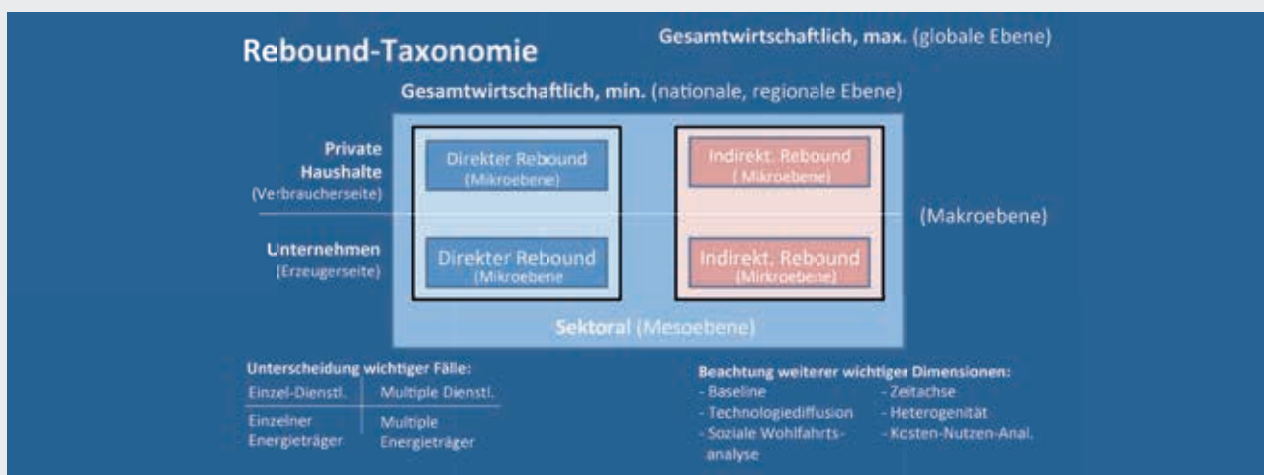 Rebound-Taxonomie
Gesamtwirtschaftlich, max. (globale Ebene)
Gesamtwirtschaftlich, min. (nationale, regionale Ebene)
Private
Haushalte
(Verbraucherseite)
Direkter Rebound
(Mikroebene)
Indirekt. Rebound
( Mikroebene)
(Makroebene)
Unternehmen
(Erzeugerseite)
Direkter Rebound
(Mikroebene
Indirekt. Rebound
(Mirkroebene)
Sektoral (Mesoebene)
Unterscheidung wichtiger Fälle:
Einzel-Dienstl.
Multiple Dienstl.
Einzelner
Energieträger
Multiple
Energieträger
Beachtung weiterer wichtiger Dimensionen:
- Baseline
- Technologiediffusion
- Soziale Wohlfahrts-
analyse
- Zeitachse
- Heterogenität
- Kosten-Nutzen-Anal.